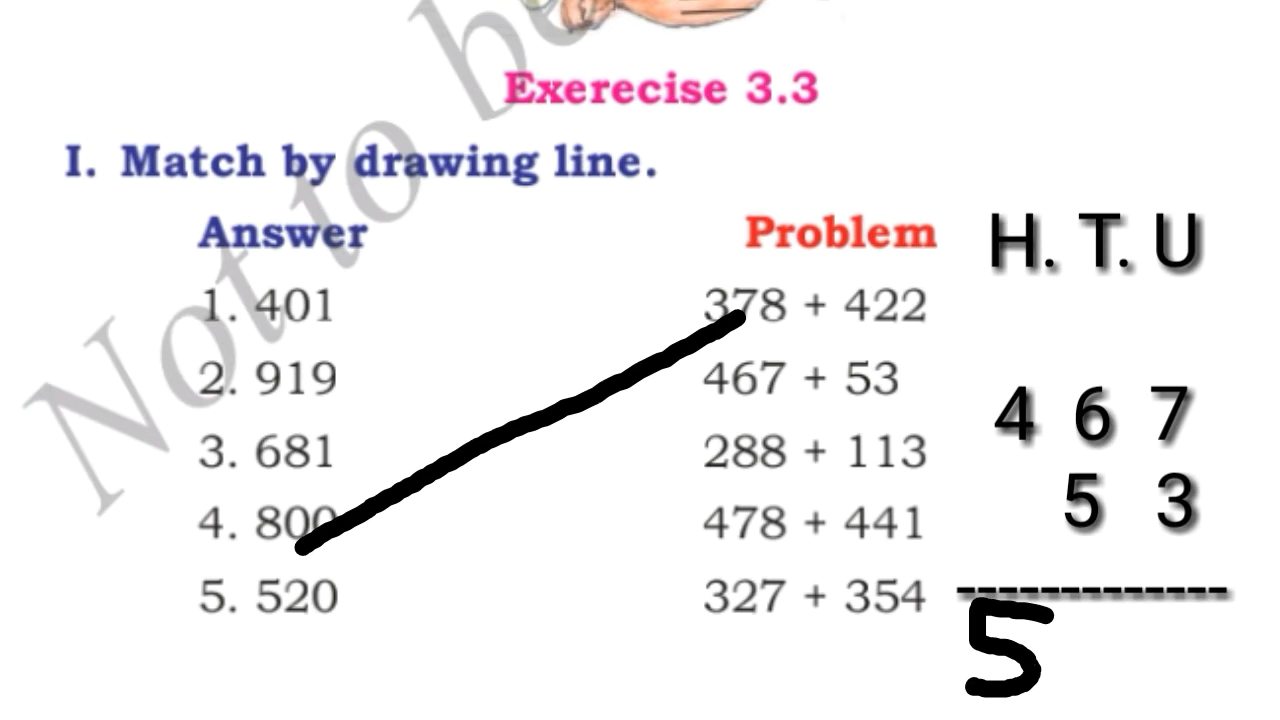 Not to be
Exerecise 3.3
I. Match by drawing line.
Answer Problem H. T. U
1. 401 378 + 422
2. 919 467 + 53 4 6 7
3. 681 288 + 113 5 3
4. 800 478 + 441
5. 520 327 + 354 -------------
5